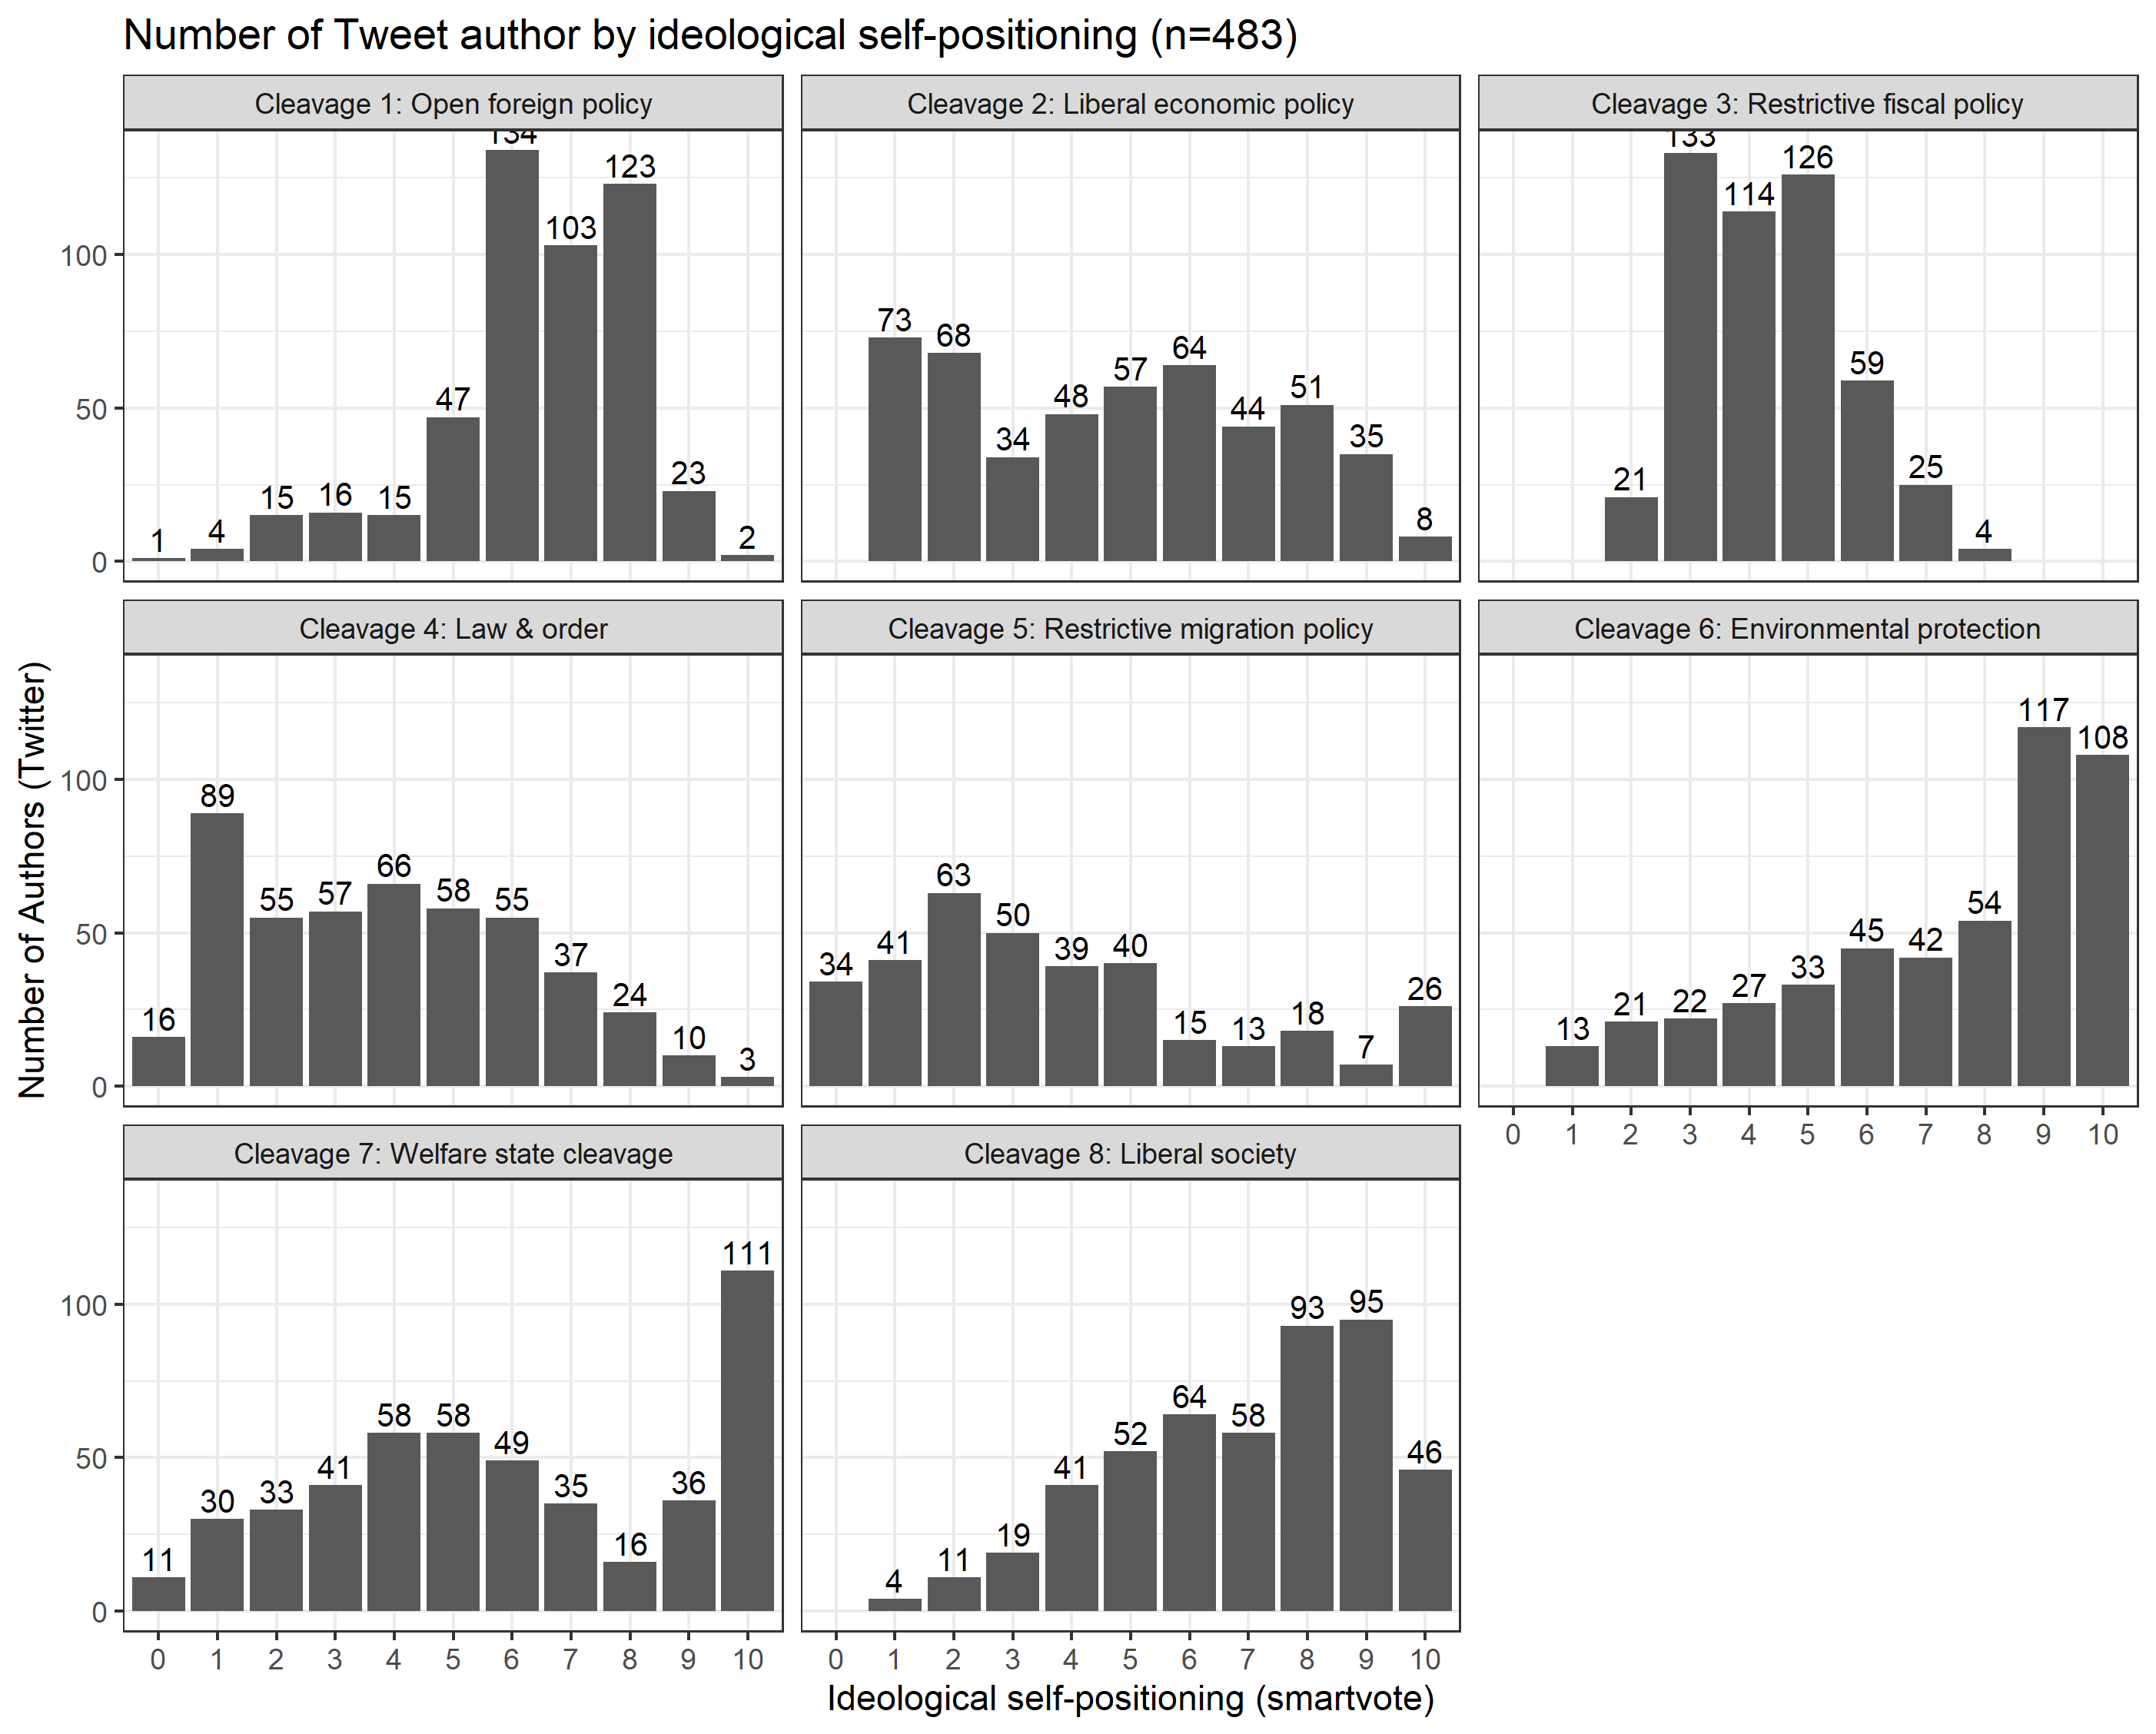 Number of Tweet author by ideological self-positioning (n=483)
Cleavage 1: Open foreign policy
Cleavage 2: Liberal economic policy
Cleavage 3: Restrictive fiscal policy
134
123
103
47
15 16 15
1 4
23
2
100
50
0
73 68 34 48 57 64 44 51 35 8
21 133 114 126 59 25 4
Cleavage 4: Law & order
Cleavage 5: Restrictive migration policy
Cleavage 6: Environmental protection
Number of Authors (Twitter)
100
50
0
16 89 55 57 66 58 55 37 24 10 3
34 41 63 50 39 40 15 13 18 7 26
13 21 22 27 33 45 42 54 117 108
0 1 2 3 4 5 6 7 8 9 10
Cleavage 7: Welfare state cleavage
Cleavage 8: Liberal society
100
50
0
11 30 33 41 58 58 49 35 16 36 111
4 11 19 41 52 64 58 93 95 46
0 1 2 3 4 5 6 7 8 9 10
0 1 2 3 4 5 6 7 8 9 10
Ideological self-positioning (smartvote)